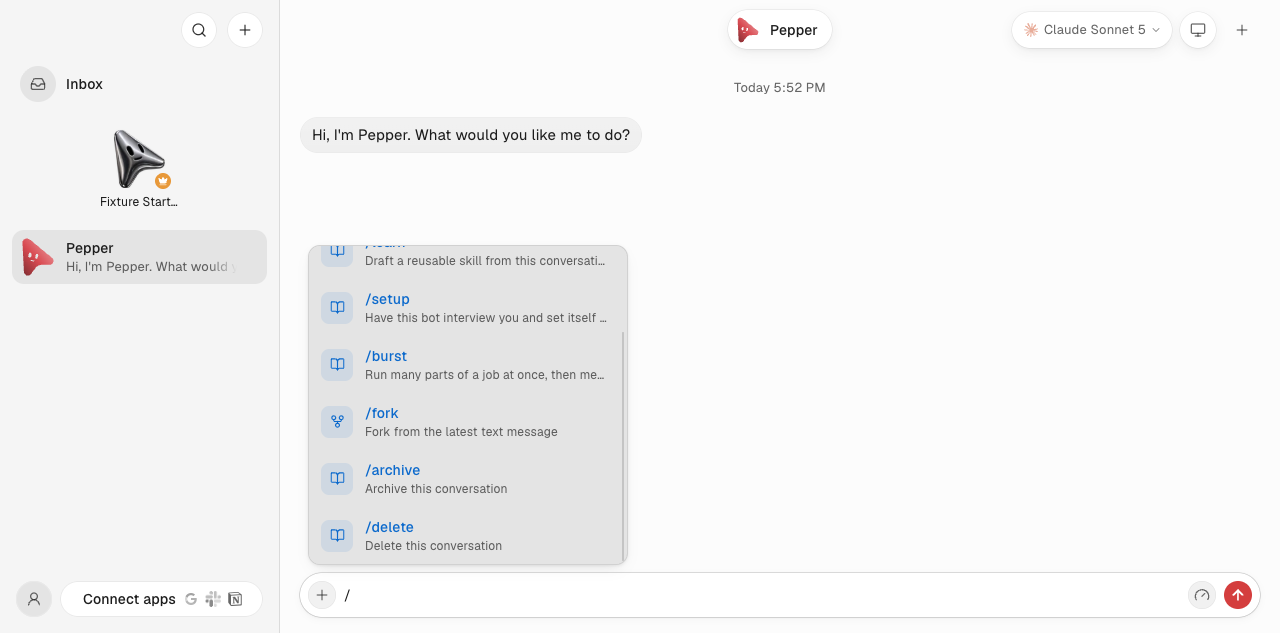 Inbox
Fixture Start...
Pepper
Hi, I'm Pepper. What would
Connect apps
Pepper
Claude Sonnet 5
Today 5:52 PM
Hi, I'm Pepper. What would you like me to do?
Draft a reusable skill from this conversati...
/setup
Have this bot interview you and set itself ...
/burst
Run many parts of a job at once, then me...
/fork
Fork from the latest text message
/archive
Archive this conversation
/delete
Delete this conversation
/